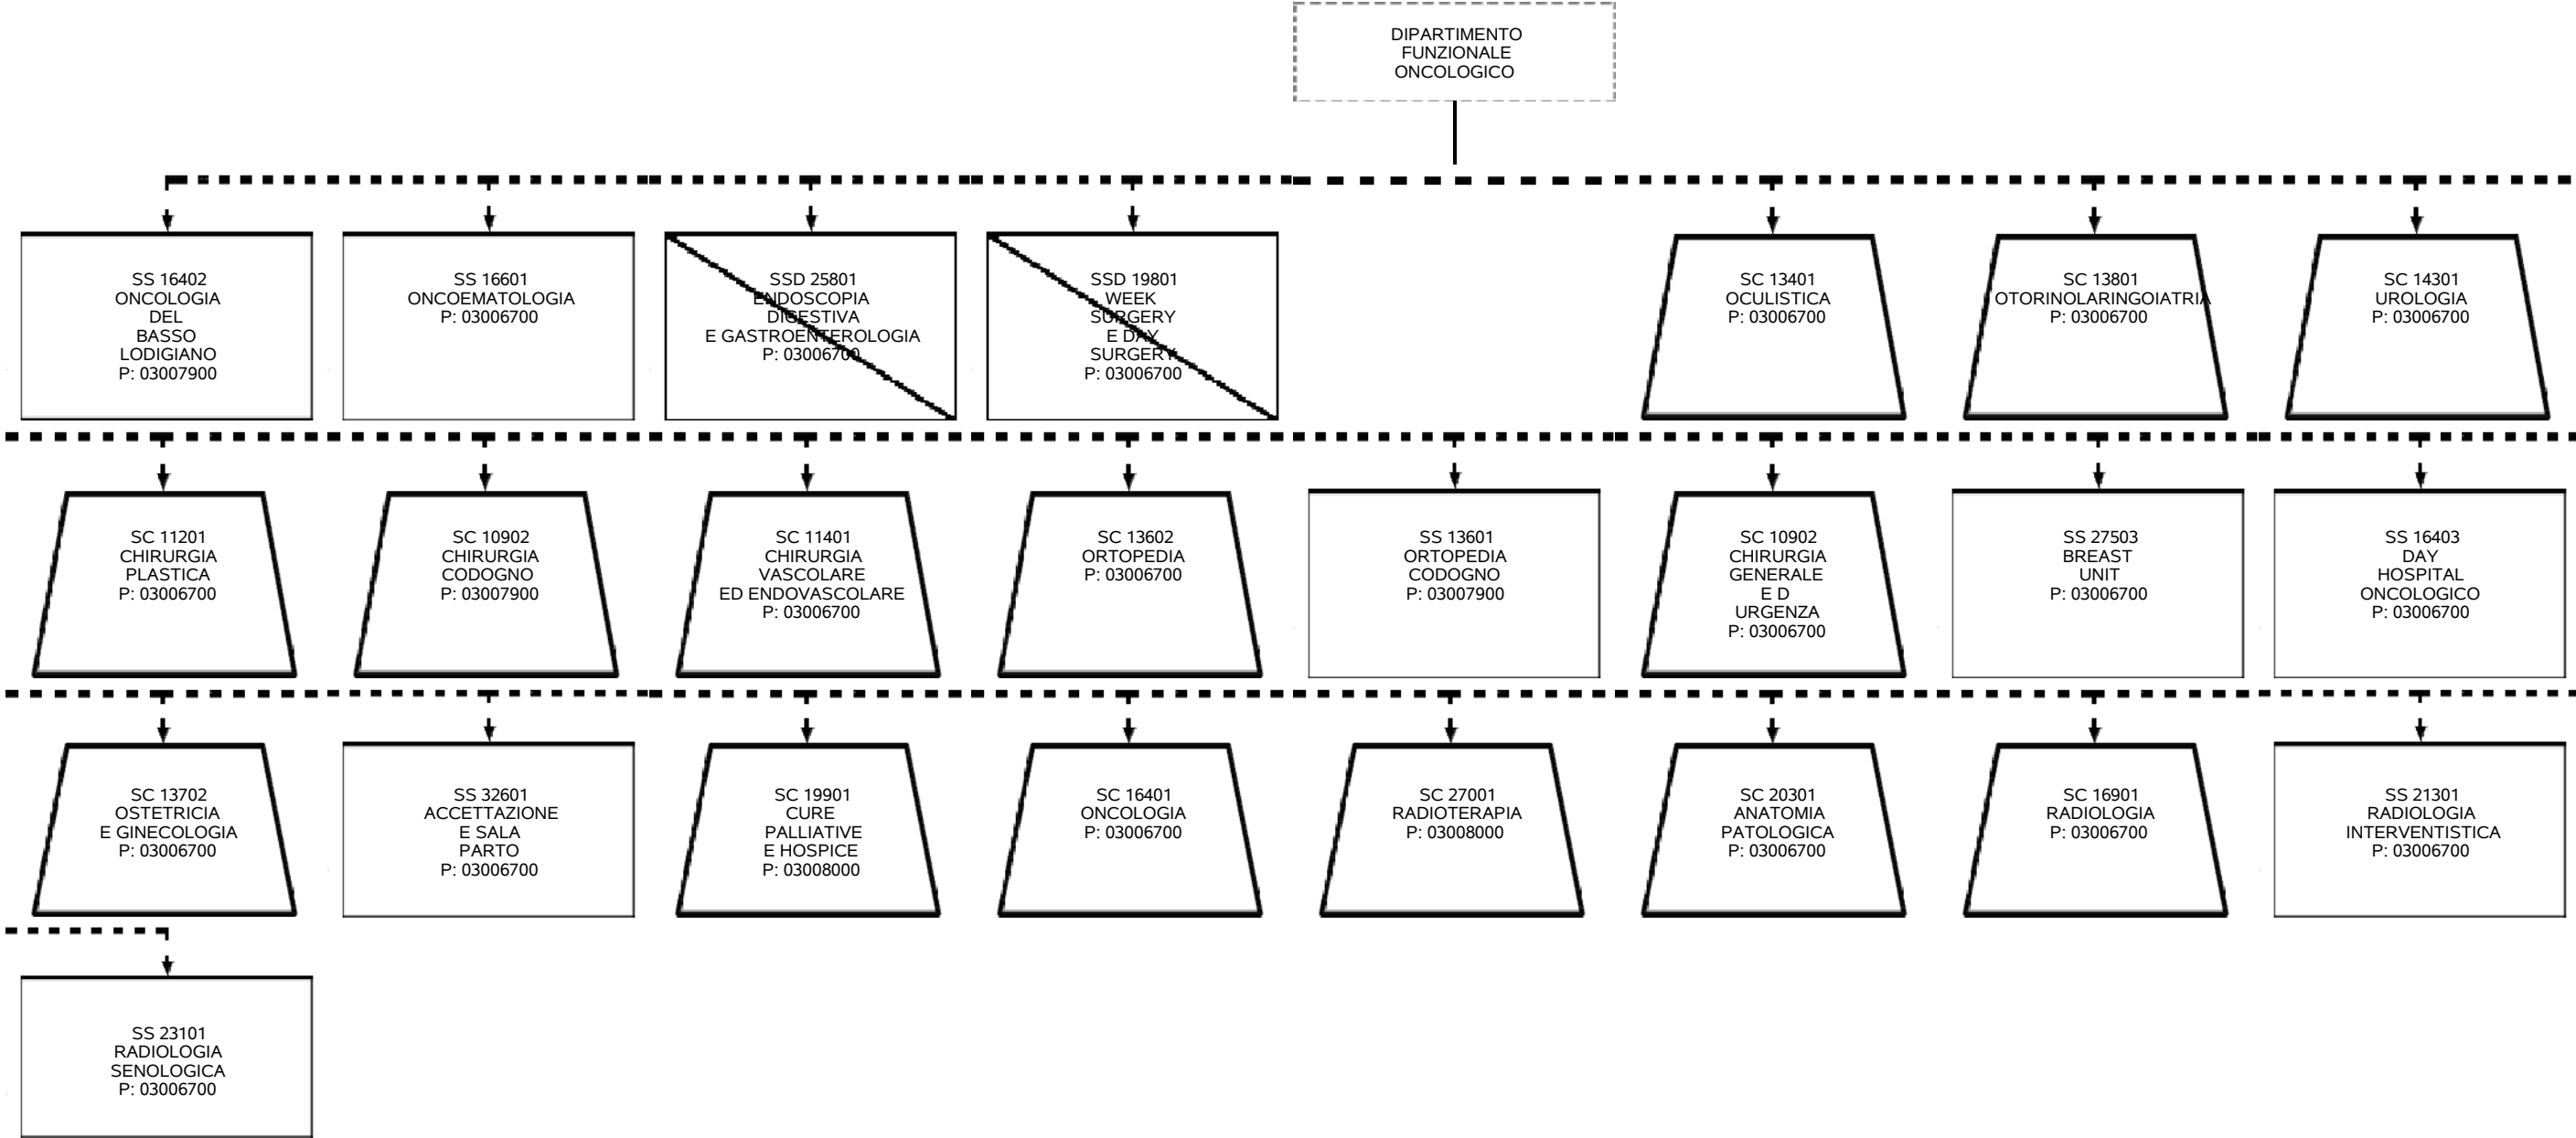 DIPARTIMENTO
FUNZIONALE
ONCOLOGICO
SS 16402
ONCOLOGIA
DEL
BASSO
LODIGIANO
P: 03007900
SS 16601
ONCOEMATOLOGIA
P: 03006700
SSD 25801
ENDOSCOPIA
DIGESTIVA
E GASTROENTEROLOGIA
P: 03006700
SSD 19801
WEEK
SURGERY
E DAY
SURGERY
P: 03006700
SC 13401
OCULISTICA
P: 03006700
SC 13801
OTORINOLARINGOIATRIA
P: 03006700
SC 14301
UROLOGIA
P: 03006700
SC 11201
CHIRURGIA
PLASTICA
P: 03006700
SC 10902
CHIRURGIA
CODOGNO
P: 03007900
SC 11401
CHIRURGIA
VASCOLARE
ED ENDOVASCOLARE
P: 03006700
SC 13602
ORTOPEDIA
P: 03006700
SS 13601
ORTOPEDIA
CODOGNO
P: 03007900
SC 10902
CHIRURGIA
GENERALE
E D
URGENZA
P: 03006700
SS 27503
BREAST
UNIT
P: 03006700
SS 16403
DAY
HOSPITAL
ONCOLOGICO
P: 03006700
SC 13702
OSTETRICIA
E GINECOLOGIA
P: 03006700
SS 32601
ACCETTAZIONE
E SALA
PARTO
P: 03006700
SC 19901
CURE
PALLIATIVE
E HOSPICE
P: 03008000
SC 16401
ONCOLOGIA
P: 03006700
SC 27001
RADIOTERAPIA
P: 03008000
SC 20301
ANATOMIA
PATOLOGICA
P: 03006700
SC 16901
RADIOLOGIA
P: 03006700
SS 21301
RADIOLOGIA
INTERVENTISTICA
P: 03006700
SS 23101
RADIOLOGIA
SENOLOGICA
P: 03006700